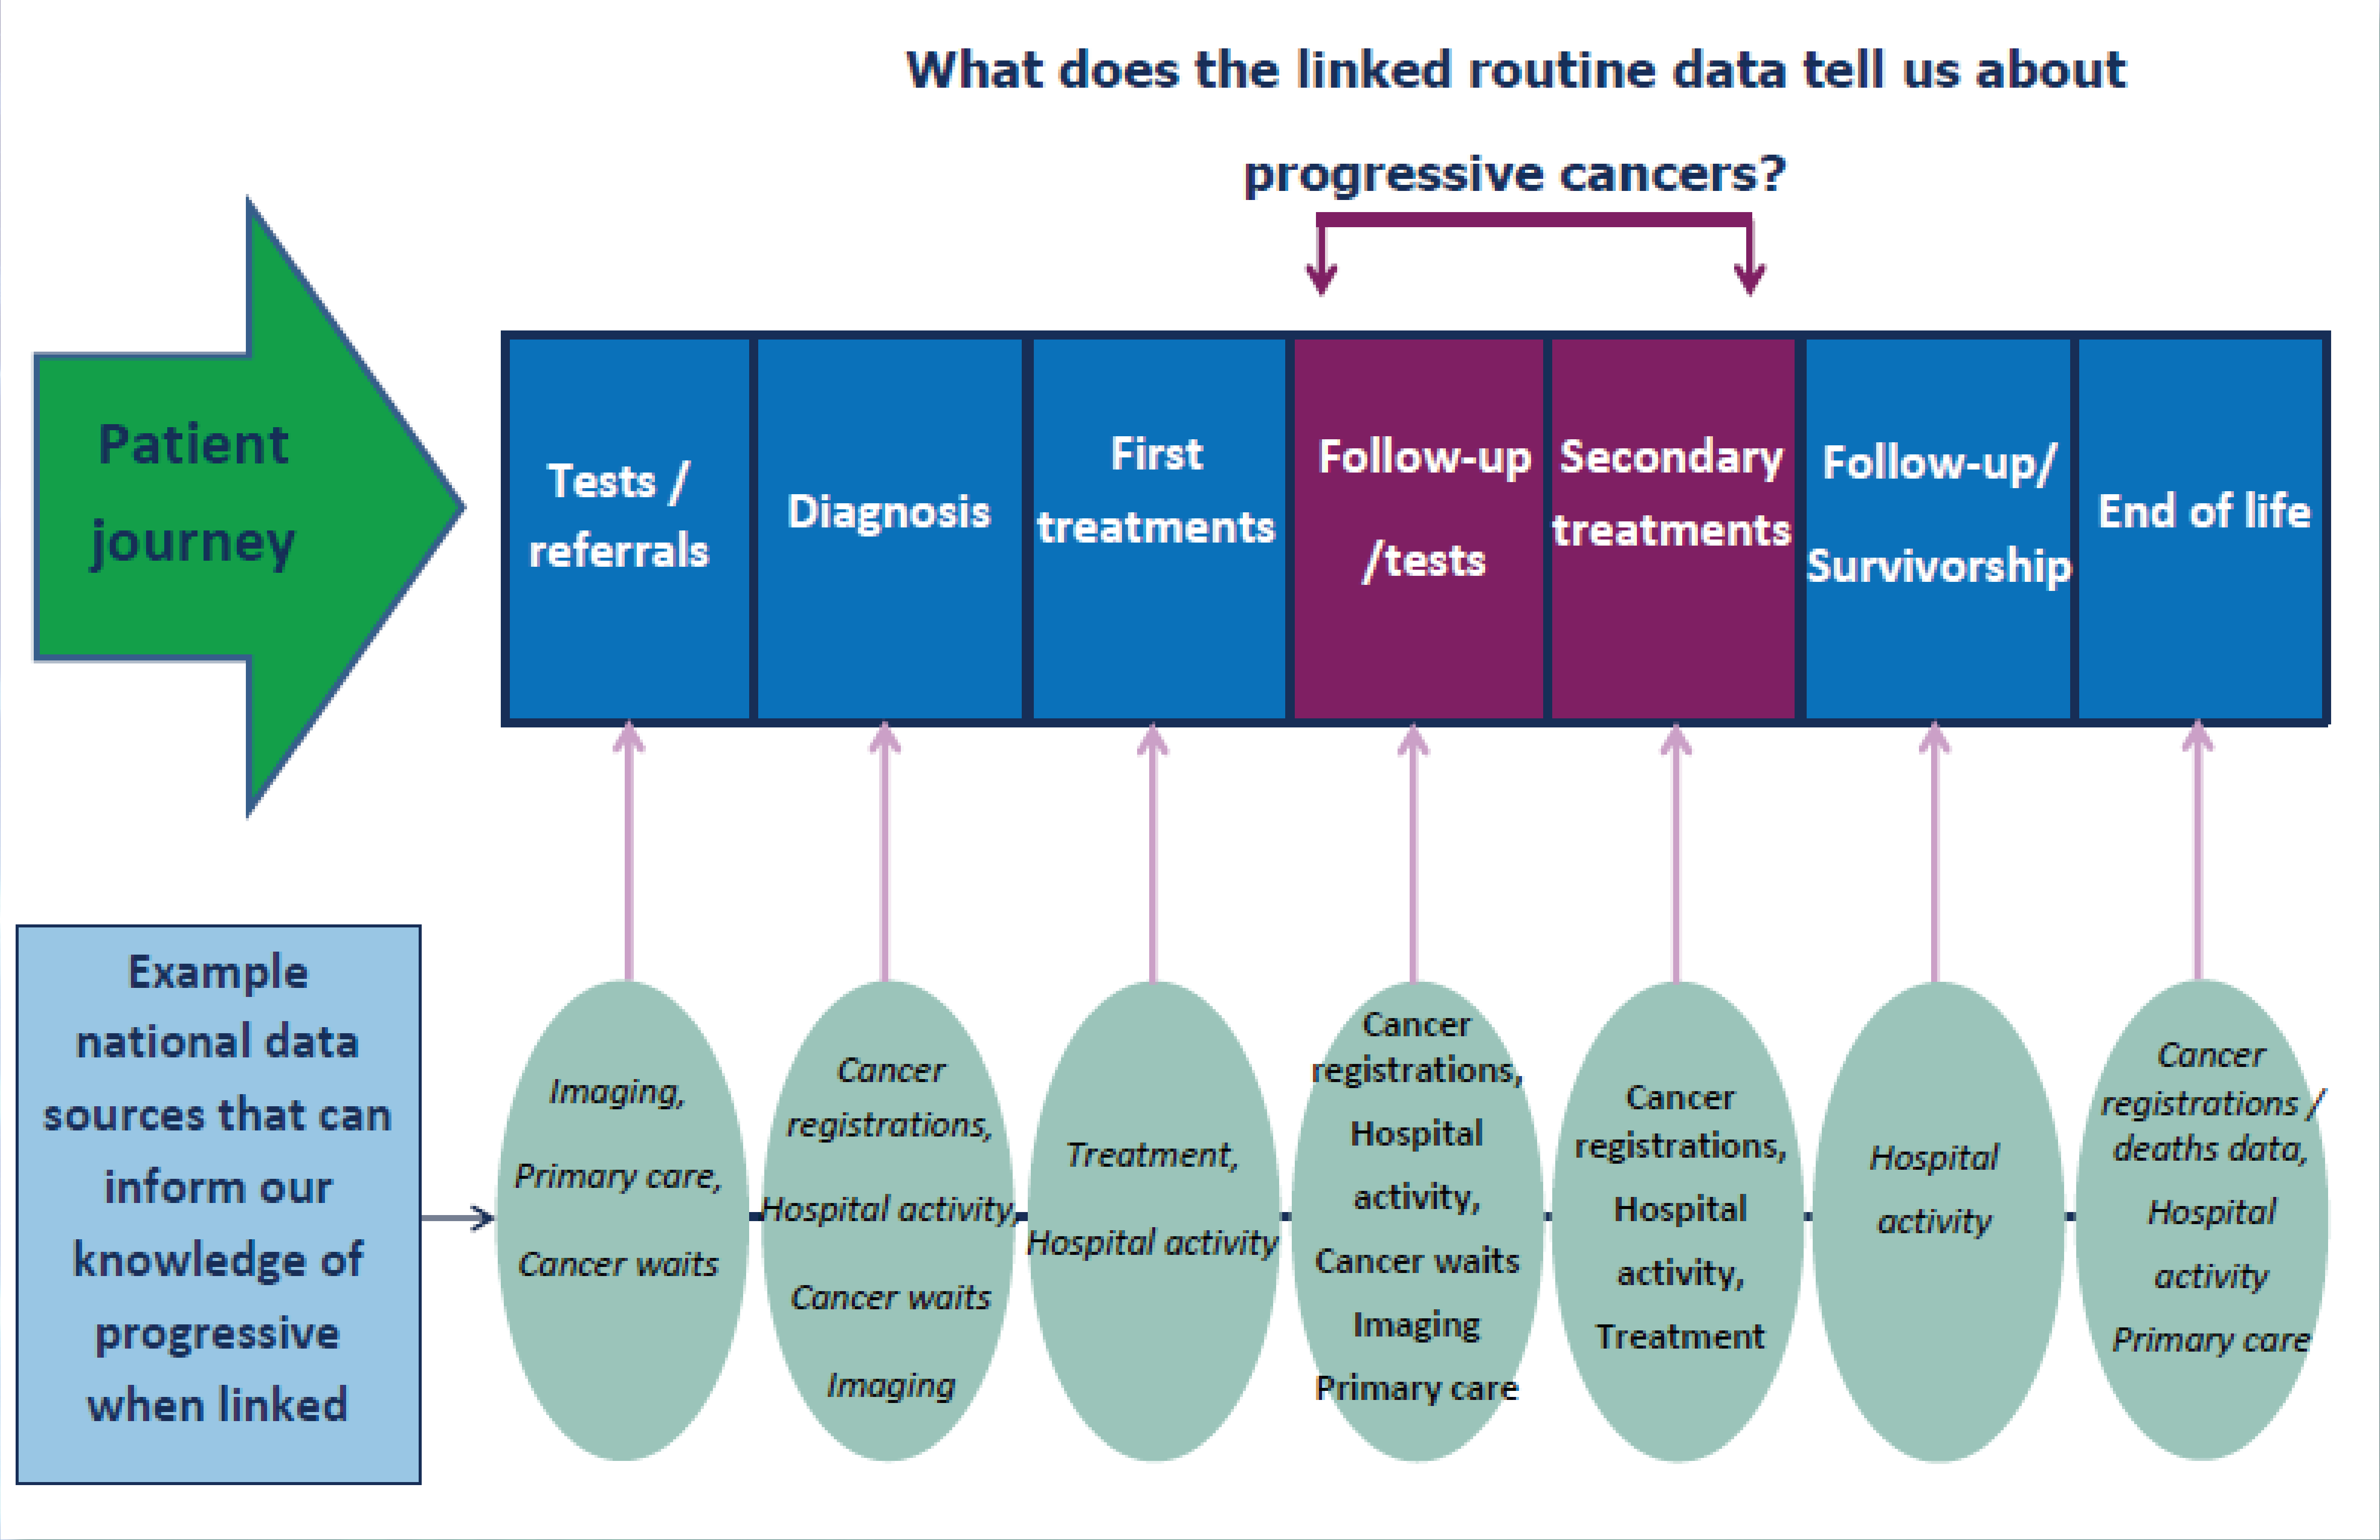 What does the linked routine data tell us about
progressive cancers?
Patient
journey
Tests /
referrals
Diagnosis
First
treatments
Follow-up
/tests
Secondary
treatments
Follow-up/
Survivorship
End of life
Example
national data
sources that can
inform our
knowledge of
progressive
when linked
Imaging,
Primary care,
Cancer waits
Cancer
registrations,
Hospital activity,
Cancer waits
Imaging
Treatment,
Hospital activity
Cancer
registrations,
Hospital
activity,
Cancer waits
Imaging
Primary care
Cancer
registrations,
Hospital
activity,
Treatment
Hospital
activity
Cancer
registrations /
deaths data,
Hospital
activity
Primary care